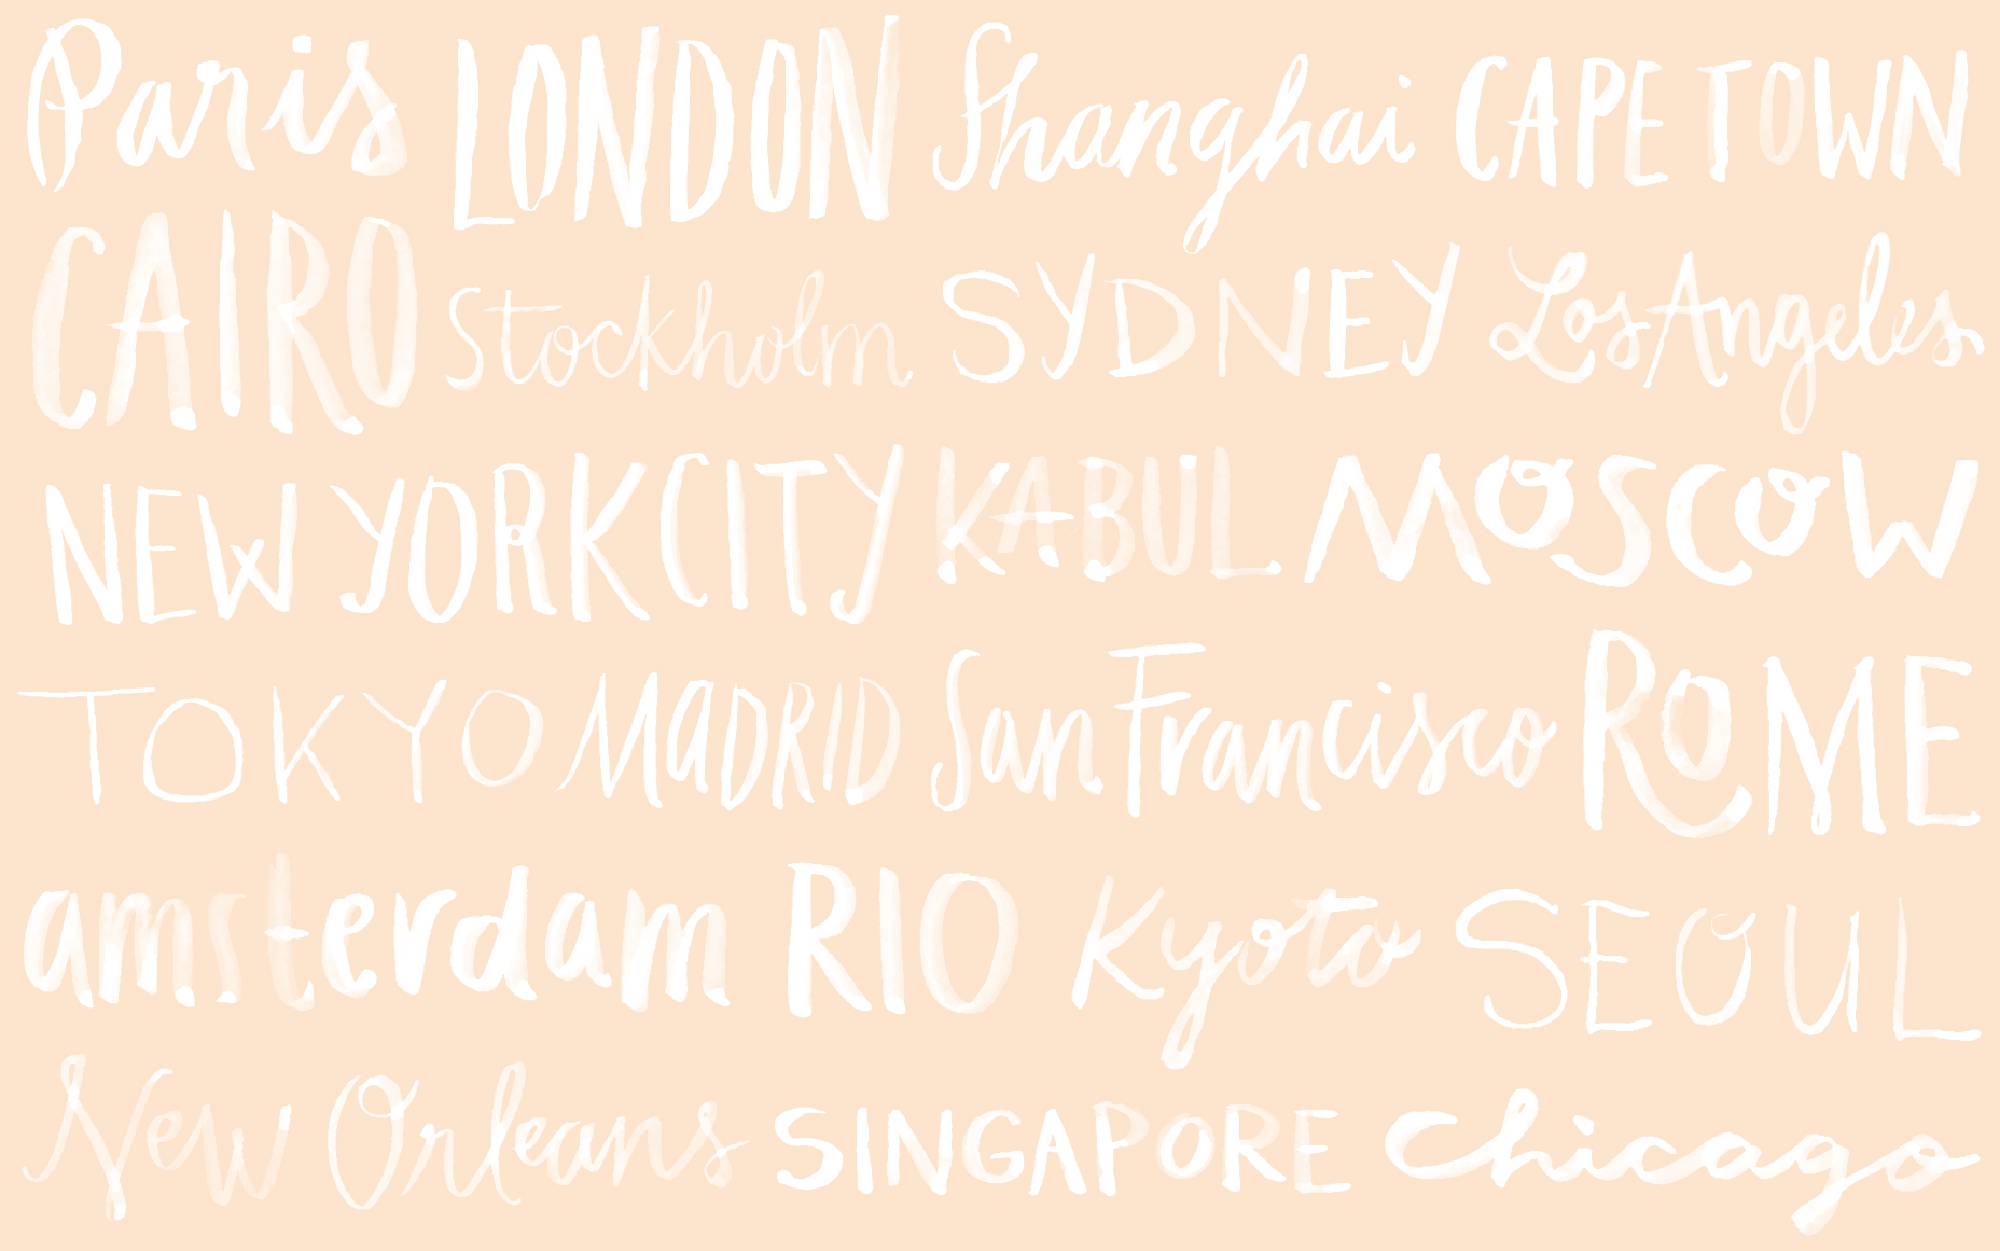 Paris LONDON Shanghai CAPE TOWN
CAIRO Stockholm SYDNEY Los Angeles
NEW YORK CITY KABUL MOSCOW
TOKYO MADRID San Francisco ROME
amsterdam RIO Kyoto SEOUL
New Orleans SINGAPORE Chicago